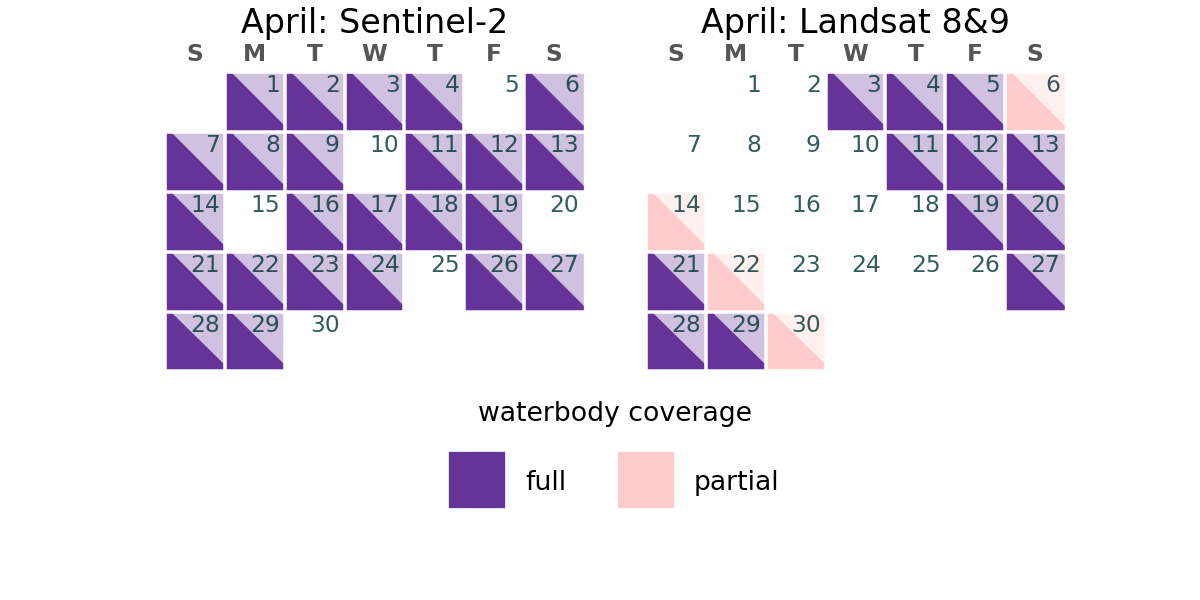 April: Sentinel-2
S M T W T F S
1 2 3 4 5 6
7 8 9 10 11 12 13
14 15 16 17 18 19 20
21 22 23 24 25 26 27
28 29 30
April: Landsat 8&9
S M T W T F S
1 2 3 4 5 6
7 8 9 10 11 12 13
14 15 16 17 18 19 20
21 22 23 24 25 26 27
28 29 30
waterbody coverage
full partial